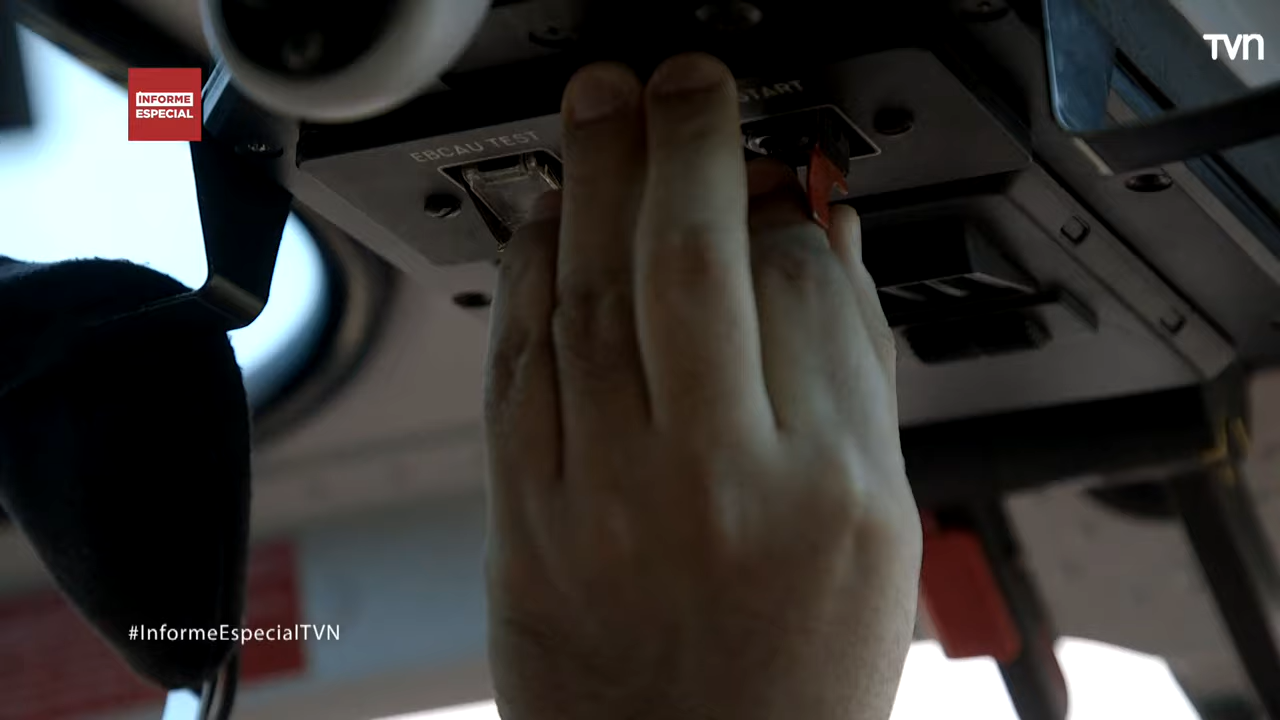 TVN
INFORME
ESPECIAL
START
EBCAU TEST
#InformeEspecialTVN